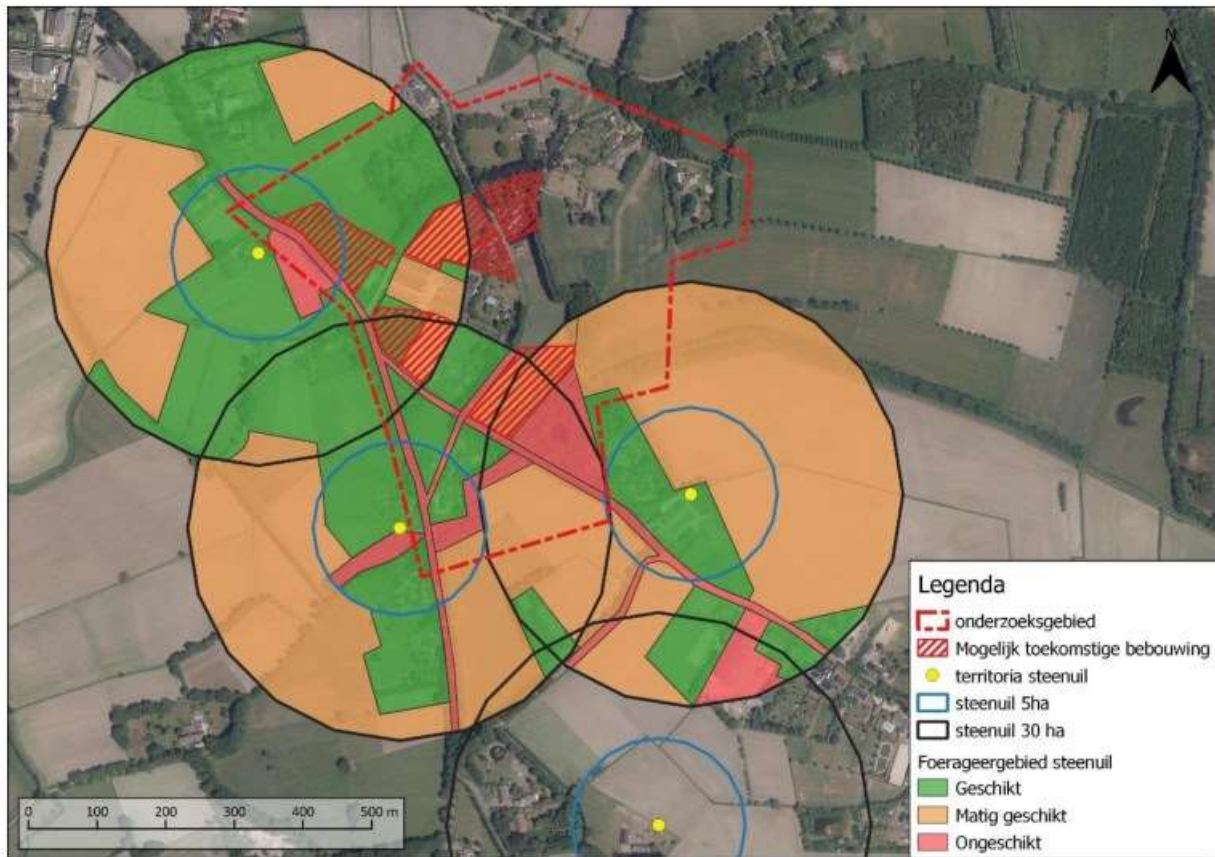 N
Legenda
onderzoeksgebied
Mogelijk toekomstige bebouwing
territoria steenuil
steenuil 5ha
steenuil 30 ha
Foerageergebied steenuil
Geschikt
Matig geschikt
Ongeschikt
0 100 200 300 400 500 m